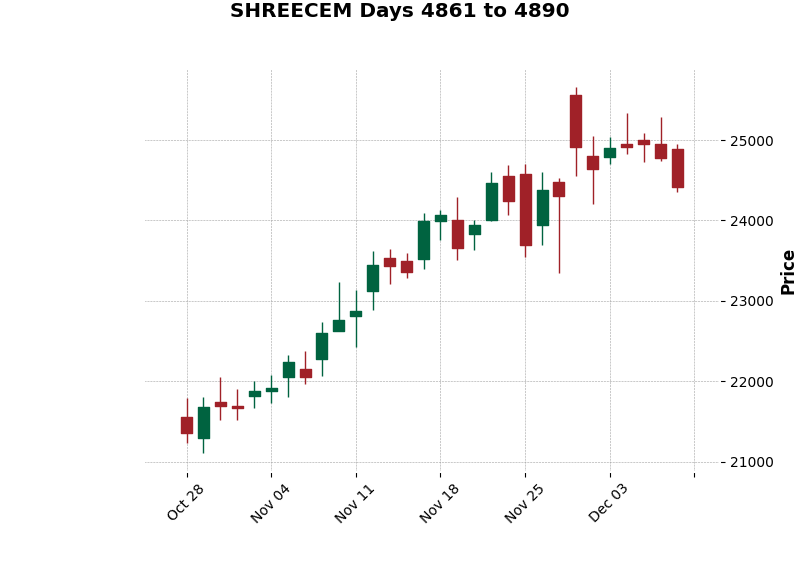 SHREECEM Days 4861 to 4890
25000
24000
23000
22000
21000
Price
Oct 28
Nov 04
Nov 11
Nov 18
Nov 25
Dec 03